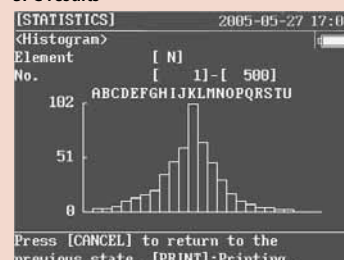 [STATISTICS] 2005-05-27 17:0
<Histogram>
Element [ N]
No. [ 1]-[ 500]
ABCDEFGHIJKLMNOPQRSTU
102
51
0
Press [CANCEL] to return to the
previous state. [PRINT]:Printing